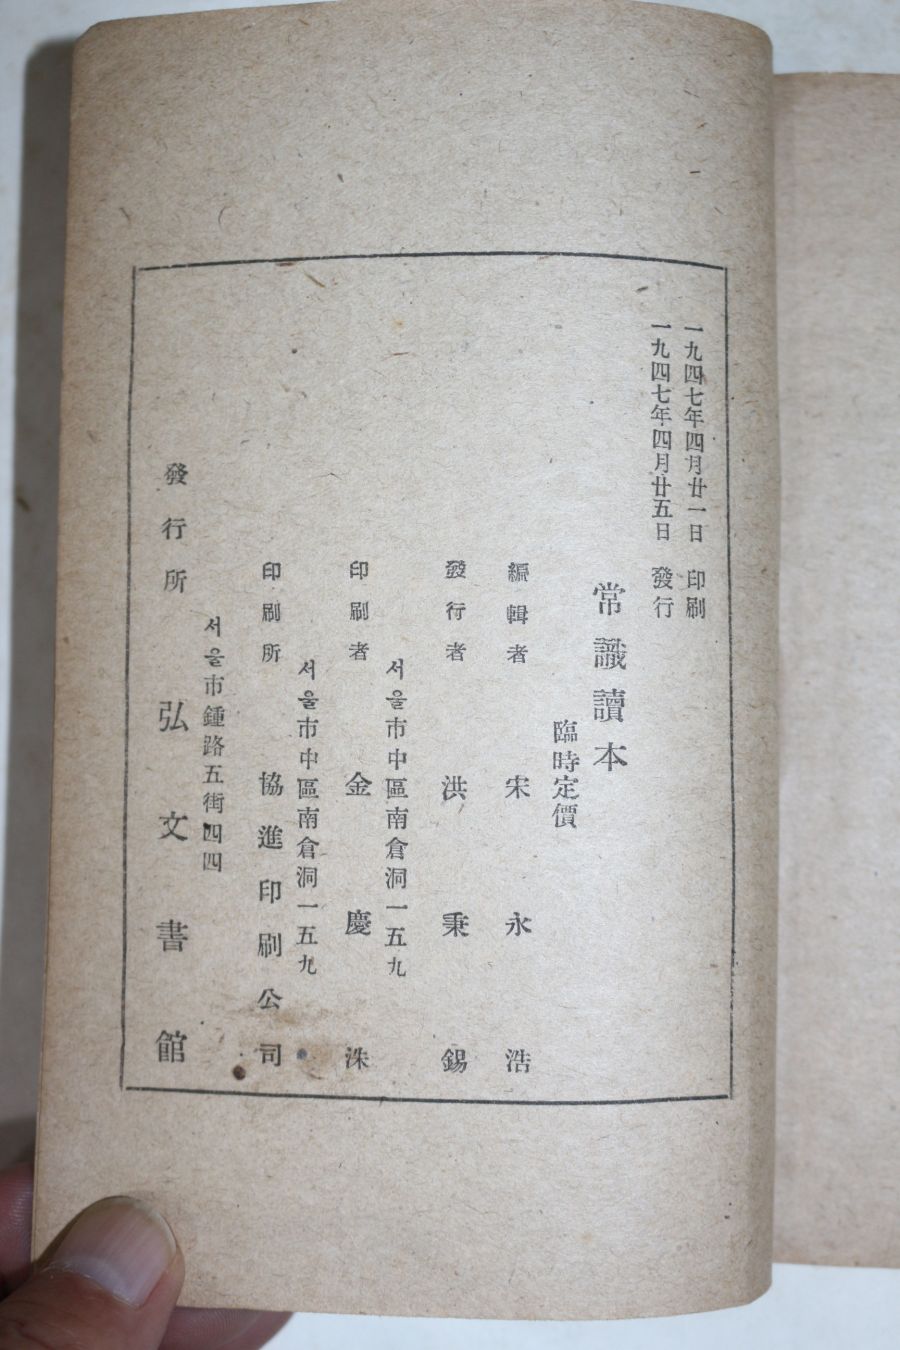 一九四七年四月廿一日 印刷
一九四七年四月廿五日 發行
常識讀本
臨時定價
編輯者 宋永浩
發行者 洪秉錫
서울市中區南倉洞一五九
印刷者 金慶洙
서울市中區南倉洞一五九
印刷所 協進印刷公司
서울市鍾路五街四四
發行所 弘文書館